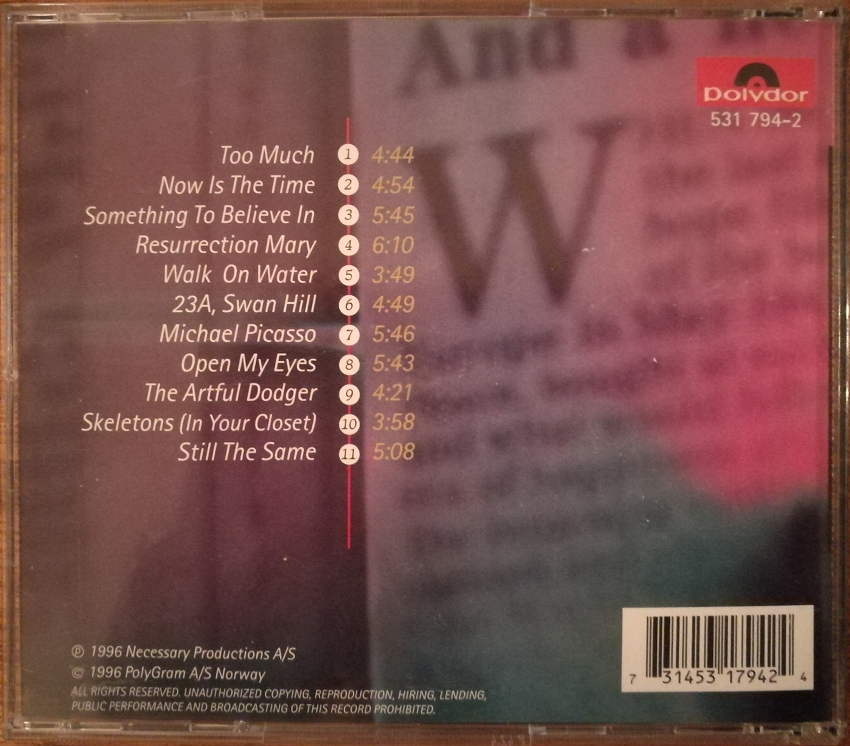 And a
polydor
531 794-2
W
Too Much 1 4:44
Now Is The Time 2 4:54
Something To Believe In 3 5:45
Resurrection Mary 4 6:10
Walk On Water 5 3:49
23A, Swan Hill 6 4:49
Michael Picasso 7 5:46
Open My Eyes 8 5:43
The Artful Dodger 9 4:21
Skeletons (In Your Closet) 10 3:58
Still The Same 11 5:08
℗ 1996 Necessary Productions A/S
© 1996 PolyGram A/S Norway
ALL RIGHTS RESERVED. UNAUTHORIZED COPYING, REPRODUCTION, HIRING, LENDING,
PUBLIC PERFORMANCE AND BROADCASTING OF THIS RECORD PROHIBITED.
7 31453 17942 4